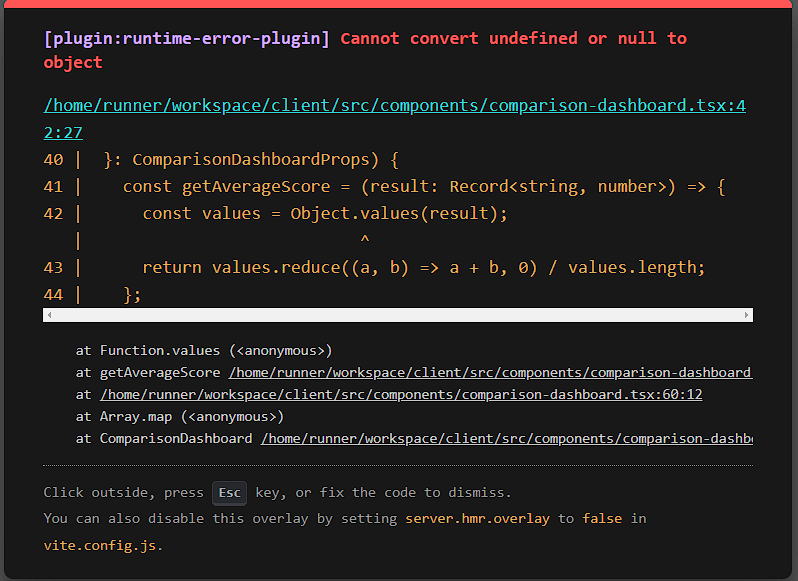 [plugin:runtime-error-plugin] Cannot convert undefined or null to
object
/home/runner/workspace/client/src/components/comparison-dashboard.tsx:4
2:27
40 |  }: ComparisonDashboardProps) {
41 |    const getAverageScore = (result: Record<string, number>) => {
42 |      const values = Object.values(result);
   |                             ^
43 |      return values.reduce((a, b) => a + b, 0) / values.length;
44 |    };
at Function.values (<anonymous>)
at getAverageScore /home/runner/workspace/client/src/components/comparison-dashboard
at /home/runner/workspace/client/src/components/comparison-dashboard.tsx:60:12
at Array.map (<anonymous>)
at ComparisonDashboard /home/runner/workspace/client/src/components/comparison-dashb
Click outside, press Esc key, or fix the code to dismiss.
You can also disable this overlay by setting server.hmr.overlay to false in
vite.config.js.